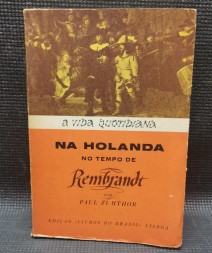 A VIDA QUOTIDIANA
NA HOLANDA
NO TEMPO DE
Rembrandt
POR
PAUL ZUMTHOR
EDIÇÃO «LIVROS DO BRASIL» LISBOA